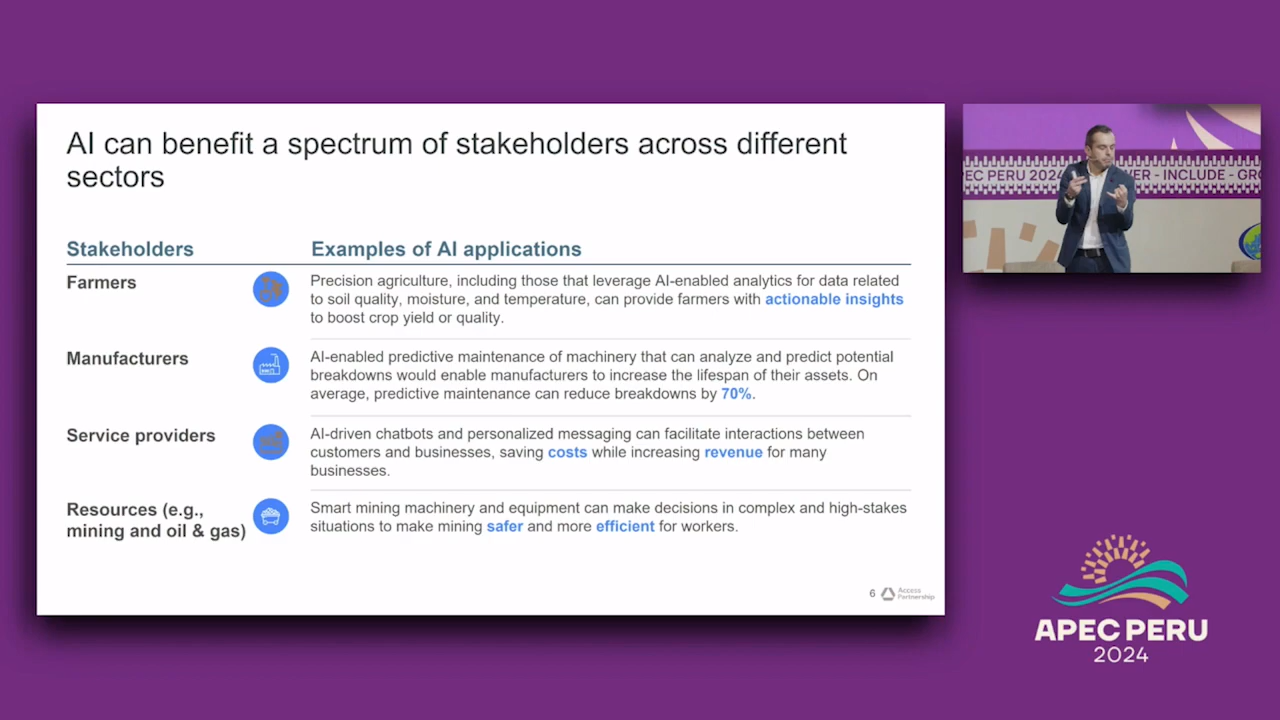 AI can benefit a spectrum of stakeholders across different
sectors
Stakeholders
Examples of AI applications
Farmers
Precision agriculture, including those that leverage AI-enabled analytics for data related
to soil quality, moisture, and temperature, can provide farmers with actionable insights
to boost crop yield or quality.
Manufacturers
AI-enabled predictive maintenance of machinery that can analyze and predict potential
breakdowns would enable manufacturers to increase the lifespan of their assets. On
average, predictive maintenance can reduce breakdowns by 70%.
Service providers
AI-driven chatbots and personalized messaging can facilitate interactions between
customers and businesses, saving costs while increasing revenue for many
businesses.
Resources (e.g.,
mining and oil & gas)
Smart mining machinery and equipment can make decisions in complex and high-stakes
situations to make mining safer and more efficient for workers.
6
Access
Partnership
PEC PERU 2024
WER - INCLUDE - GRO
APEC PERU
2024